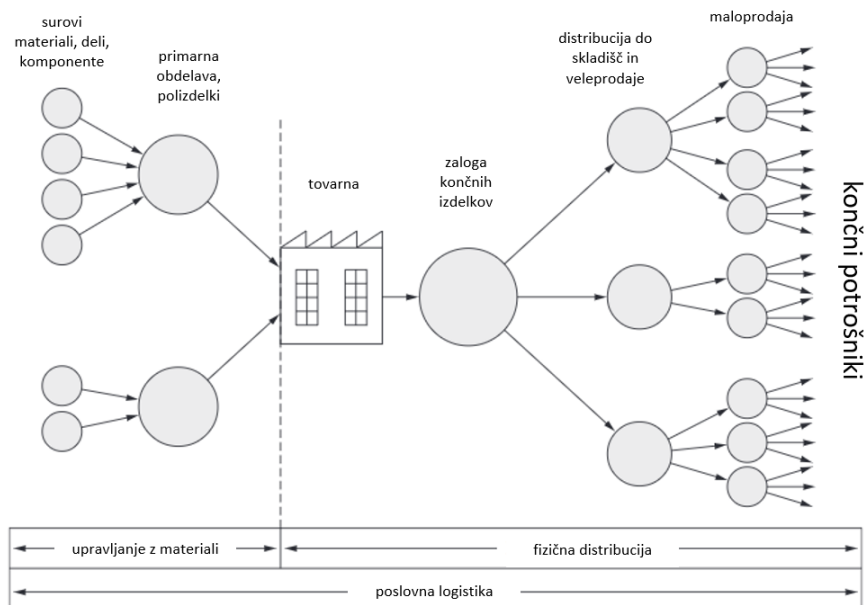 surovi
materiali, deli,
komponente
primarna
obdelava,
polizdelki
tovarna
zaloga
končnih
izdelkov
distribucija do
skladišč in
veleprodaje
maloprodaja
končni potrošniki
upravljanje z materiali
fizična distribucija
poslovna logistika